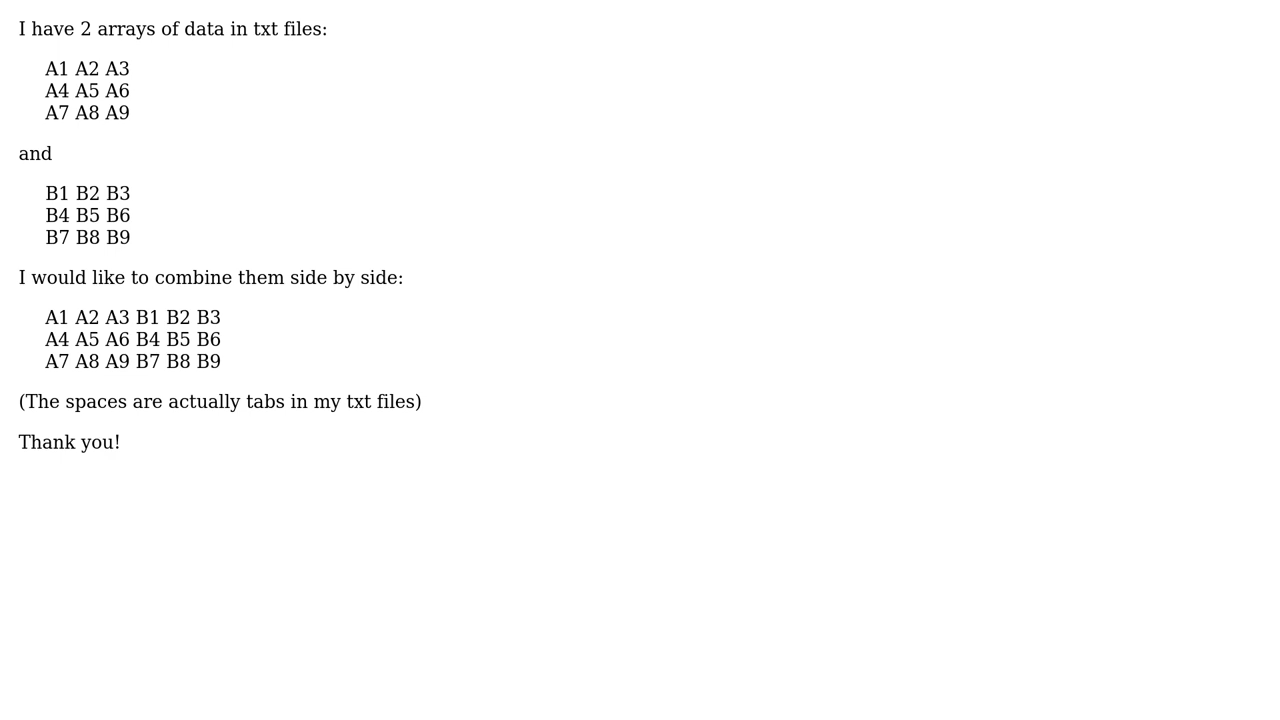 I have 2 arrays of data in txt files:
A1 A2 A3
A4 A5 A6
A7 A8 A9
and
B1 B2 B3
B4 B5 B6
B7 B8 B9
I would like to combine them side by side:
A1 A2 A3 B1 B2 B3
A4 A5 A6 B4 B5 B6
A7 A8 A9 B7 B8 B9
(The spaces are actually tabs in my txt files)
Thank you!